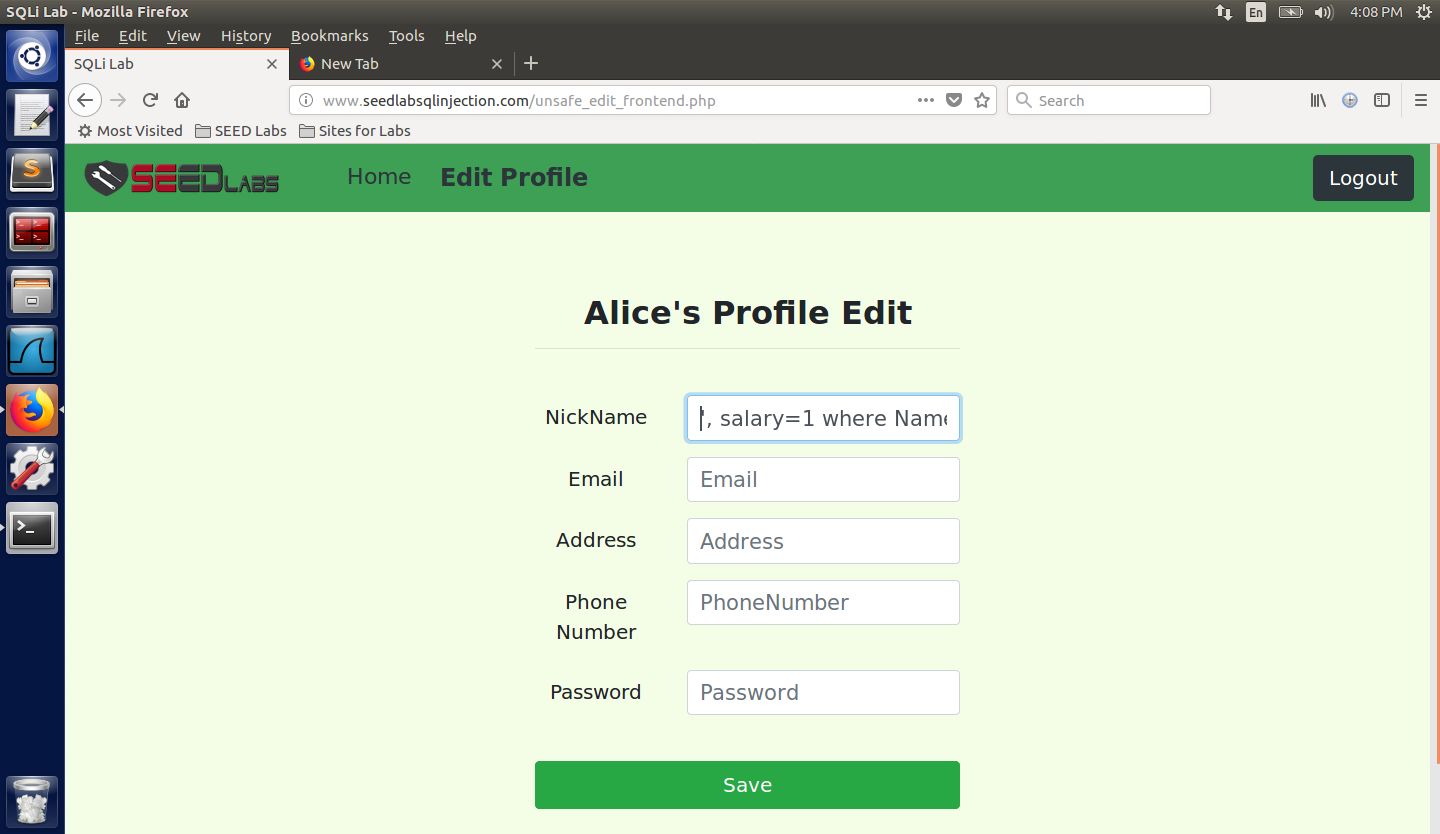 SQLi Lab - Mozilla Firefox
En
4:08 PM
File Edit View History Bookmarks Tools Help
SQLi Lab
New Tab
www.seedlabsqlinjection.com/unsafe_edit_frontend.php
Search
Most Visited
SEED Labs
Sites for Labs
SEEDLABS
Home
Edit Profile
Logout
Alice's Profile Edit
NickName
', salary=1 where Name
Email
Email
Address
Address
Phone
Number
PhoneNumber
Password
Password
Save